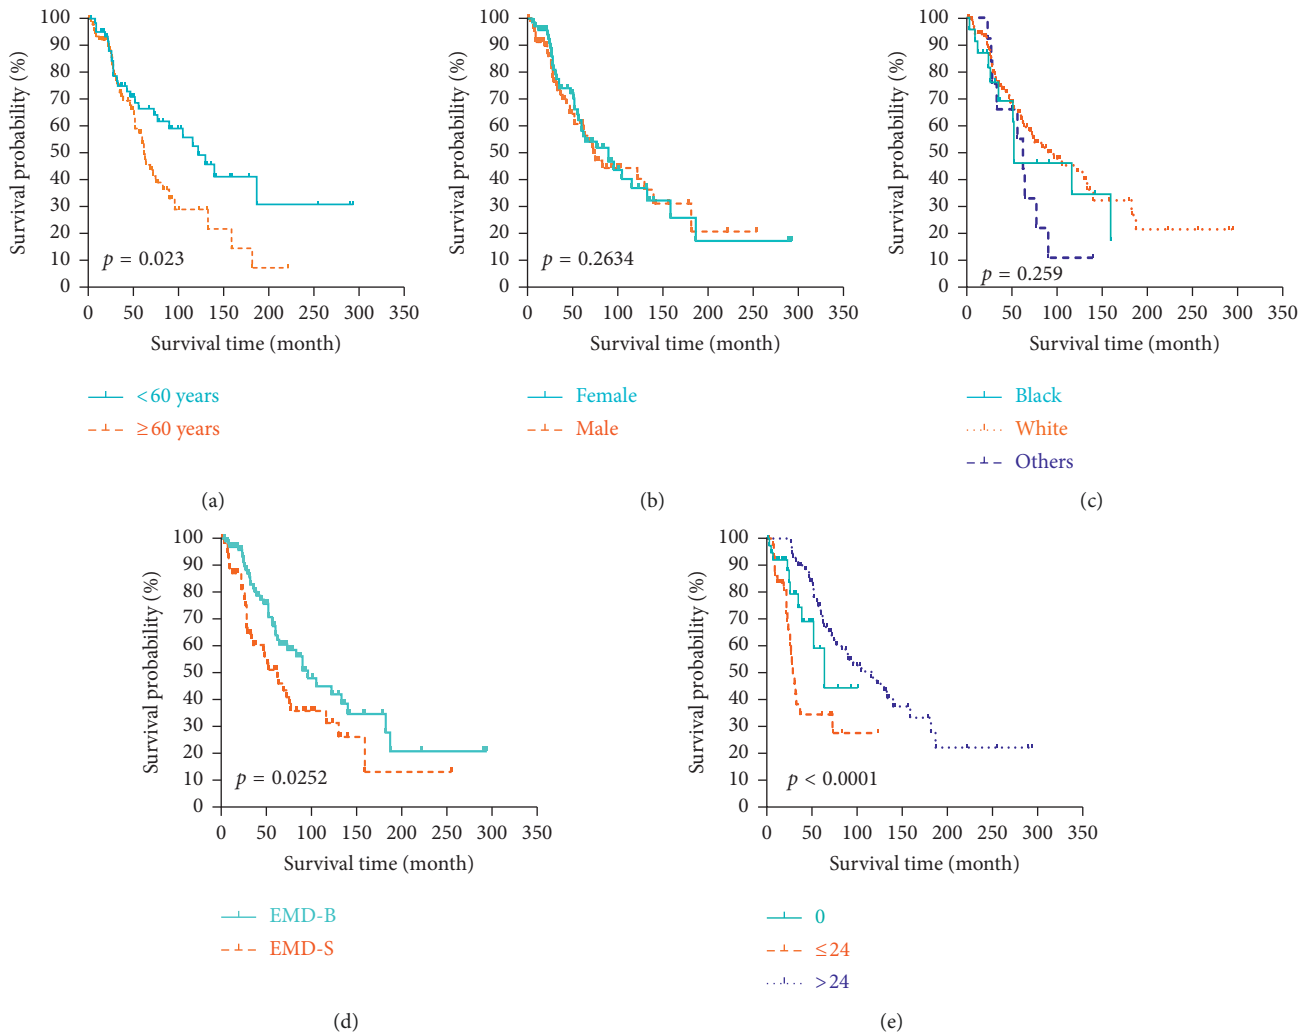 100
90
80
70
60
50
40
30
20
10
0
Survival probability (%)
p = 0.023
0 50 100 150 200 250 300 350
Survival time (month)
<60 years
≥60 years
(a)
100
90
80
70
60
50
40
30
20
10
0
Survival probability (%)
p = 0.2634
0 50 100 150 200 250 300 350
Survival time (month)
Female
Male
(b)
100
90
80
70
60
50
40
30
20
10
0
Survival probability (%)
p = 0.259
0 50 100 150 200 250 300 350
Survival time (month)
Black
White
Others
(c)
100
90
80
70
60
50
40
30
20
10
0
Survival probability (%)
p = 0.0252
0 50 100 150 200 250 300 350
Survival time (month)
EMD-B
EMD-S
(d)
100
90
80
70
60
50
40
30
20
10
0
Survival probability (%)
p < 0.0001
0 50 100 150 200 250 300 350
Survival time (month)
0
≤24
>24
(e)